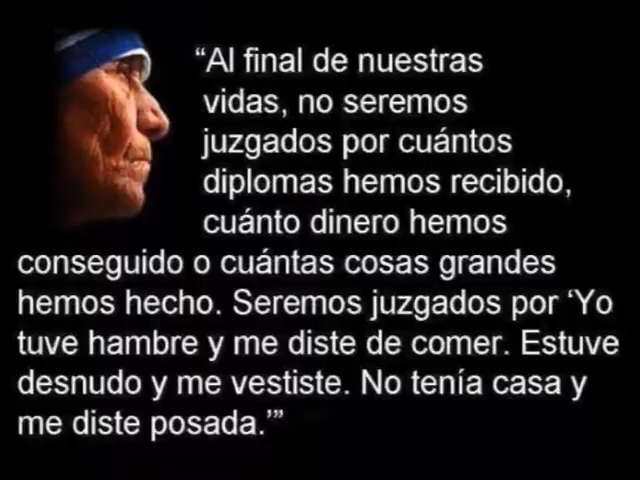 “Al final de nuestras
vidas, no seremos
juzgados por cuántos
diplomas hemos recibido,
cuánto dinero hemos
conseguido o cuántas cosas grandes
hemos hecho. Seremos juzgados por ‘Yo
tuve hambre y me diste de comer. Estuve
desnudo y me vestiste. No tenía casa y
me diste posada.’”